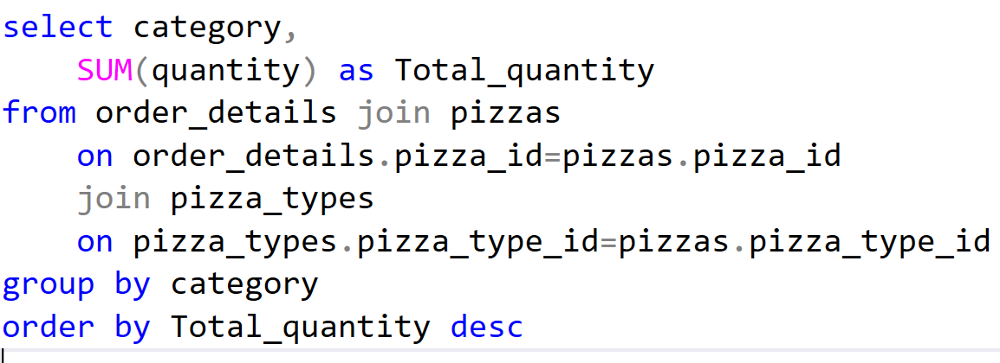 select category,
    SUM(quantity) as Total_quantity
from order_details join pizzas
    on order_details.pizza_id=pizzas.pizza_id
    join pizza_types
    on pizza_types.pizza_type_id=pizzas.pizza_type_id
group by category
order by Total_quantity desc